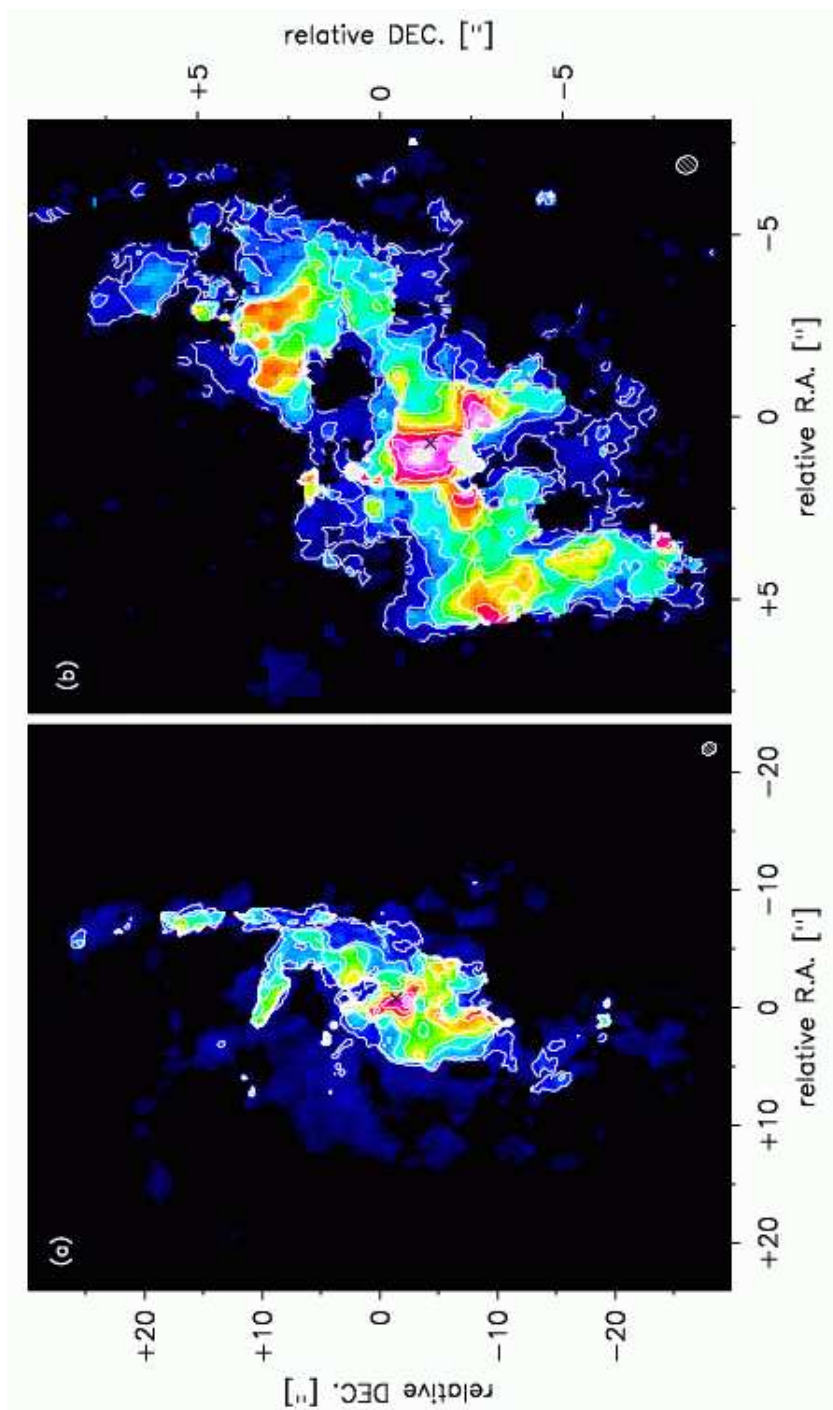 (a)
relative DEC. ["]
+20
+10
0
−10
−20
+20
+10
0
−10
−20
relative R.A. ["]
(b)
+5
0
−5
relative R.A. ["]
+5
0
−5
relative DEC. ["]